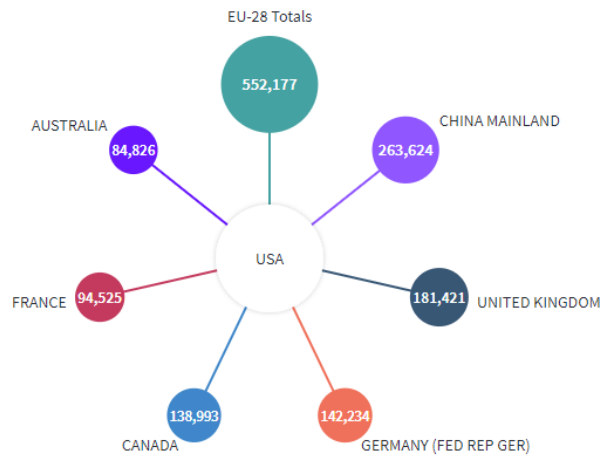 EU-28 Totals
552,177
AUSTRALIA
84,826
CHINA MAINLAND
263,624
USA
FRANCE
94,525
181,421
UNITED KINGDOM
138,993
CANADA
142,234
GERMANY (FED REP GER)